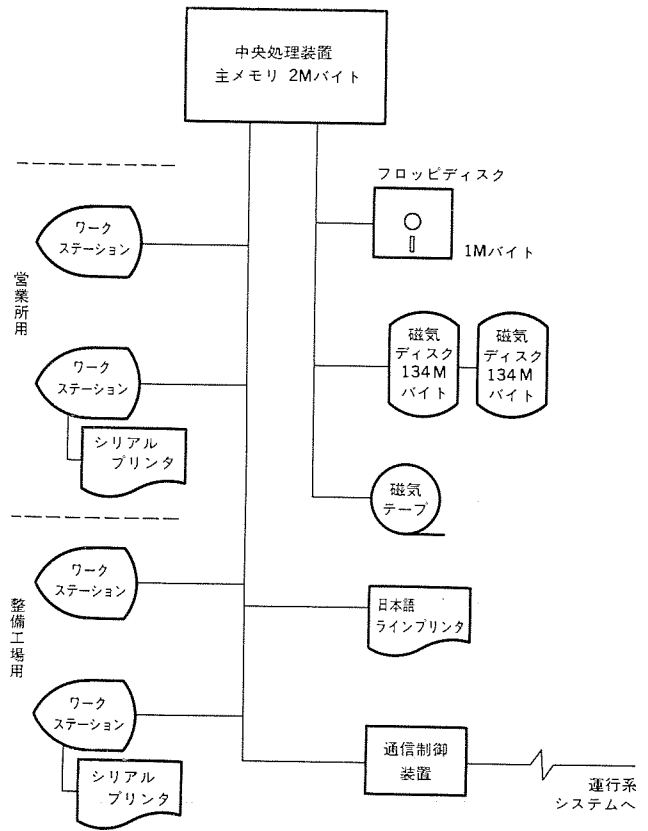 中央処理装置
主メモリ 2Mバイト
フロッピディスク
1Mバイト
ワーク
ステーション
営業所用
磁気
ディスク
134M
バイト
磁気
ディスク
134M
バイト
ワーク
ステーション
シリアル
プリンタ
磁気
テープ
ワーク
ステーション
整備工場用
日本語
ラインプリンタ
ワーク
ステーション
シリアル
プリンタ
通信制御
装置
運行系
システムへ